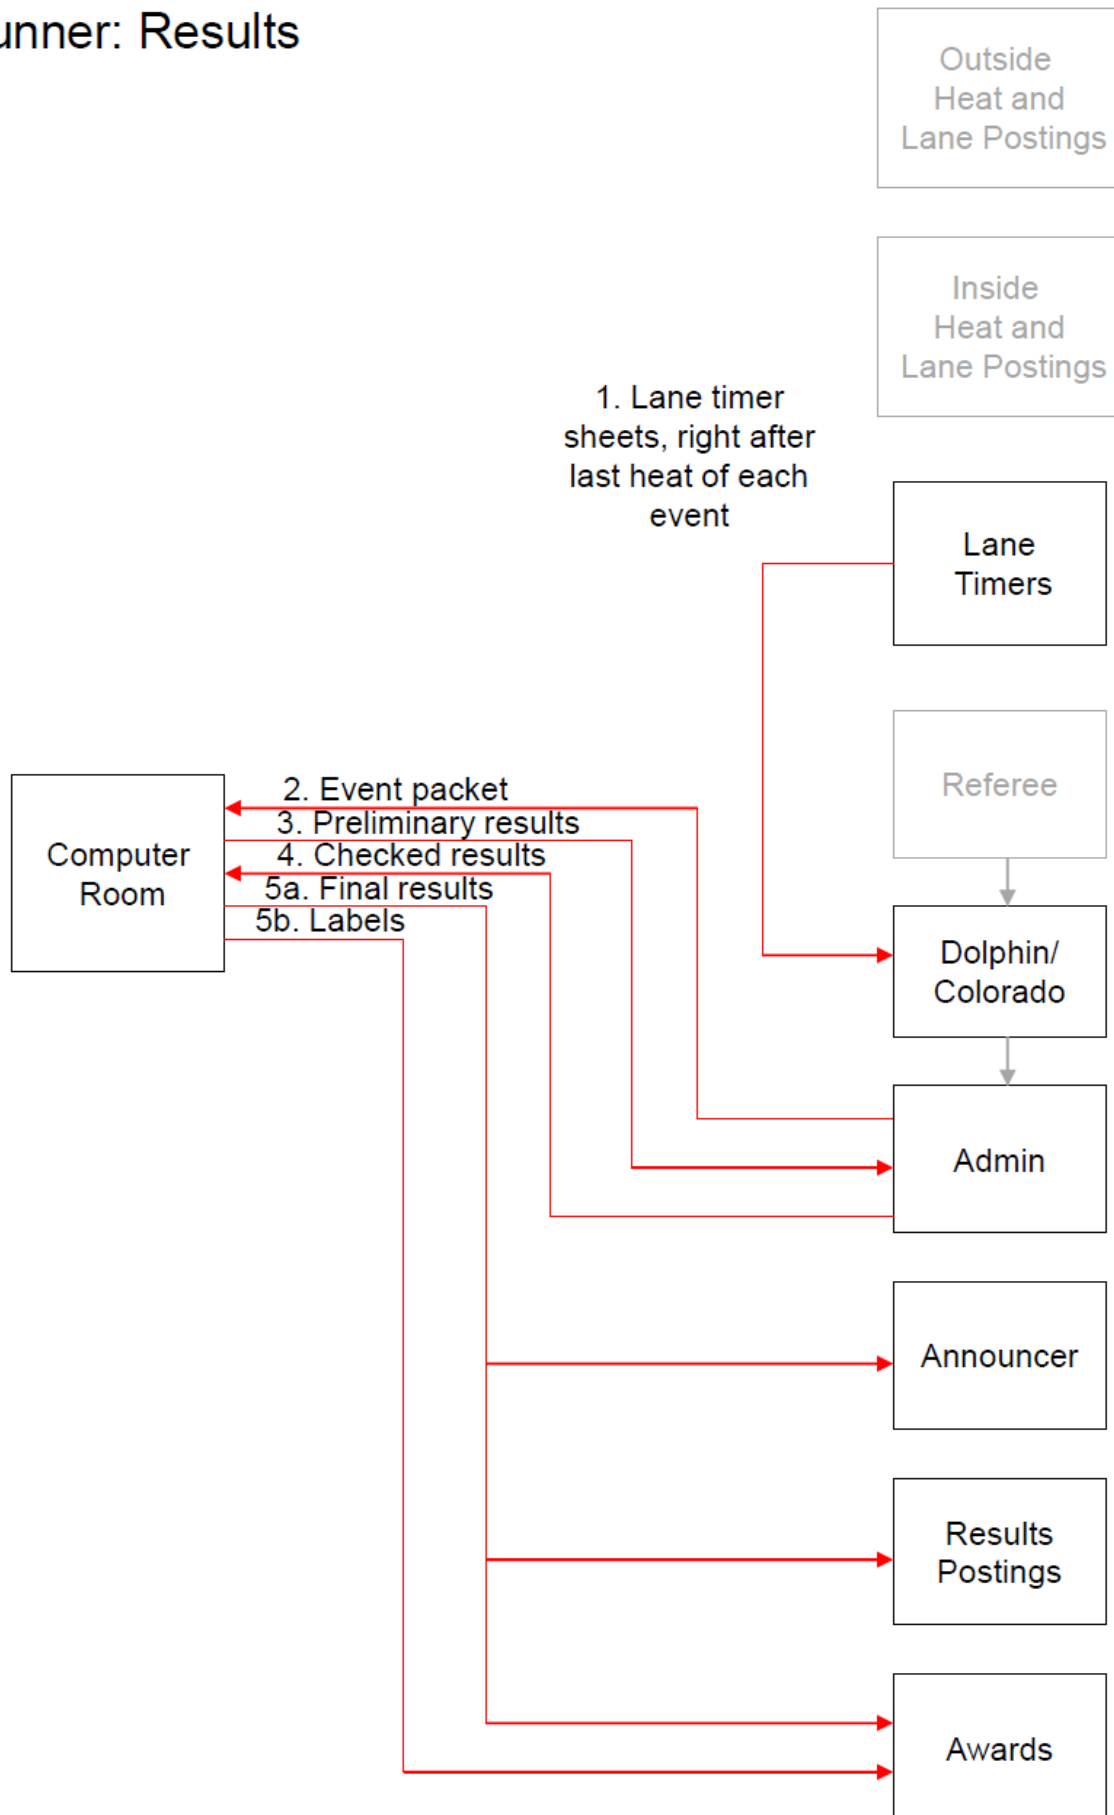 unner: Results
Outside
Heat and
Lane Postings
Inside
Heat and
Lane Postings
1. Lane timer
sheets, right after
last heat of each
event
Lane
Timers
Referee
2. Event packet
3. Preliminary results
4. Checked results
5a. Final results
5b. Labels
Computer
Room
Dolphin/
Colorado
Admin
Announcer
Results
Postings
Awards